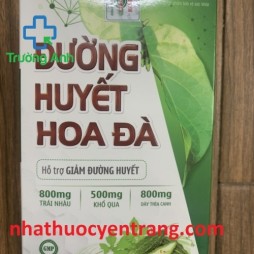 Trường Anh
ĐƯỜNG
HUYẾT
HOA ĐÀ
Hỗ trợ GIẢM ĐƯỜNG HUYẾT
800mg 500mg 800mg
TRÁI NHÀU KHỔ QUA DÂY THÌA CANH
GMP
nhathuocyentrang.com